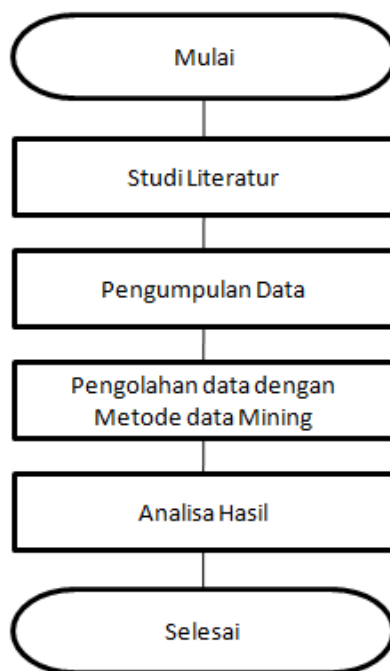 Mulai
Studi Literatur
Pengumpulan Data
Pengolahan data dengan
Metode data Mining
Analisa Hasil
Selesai